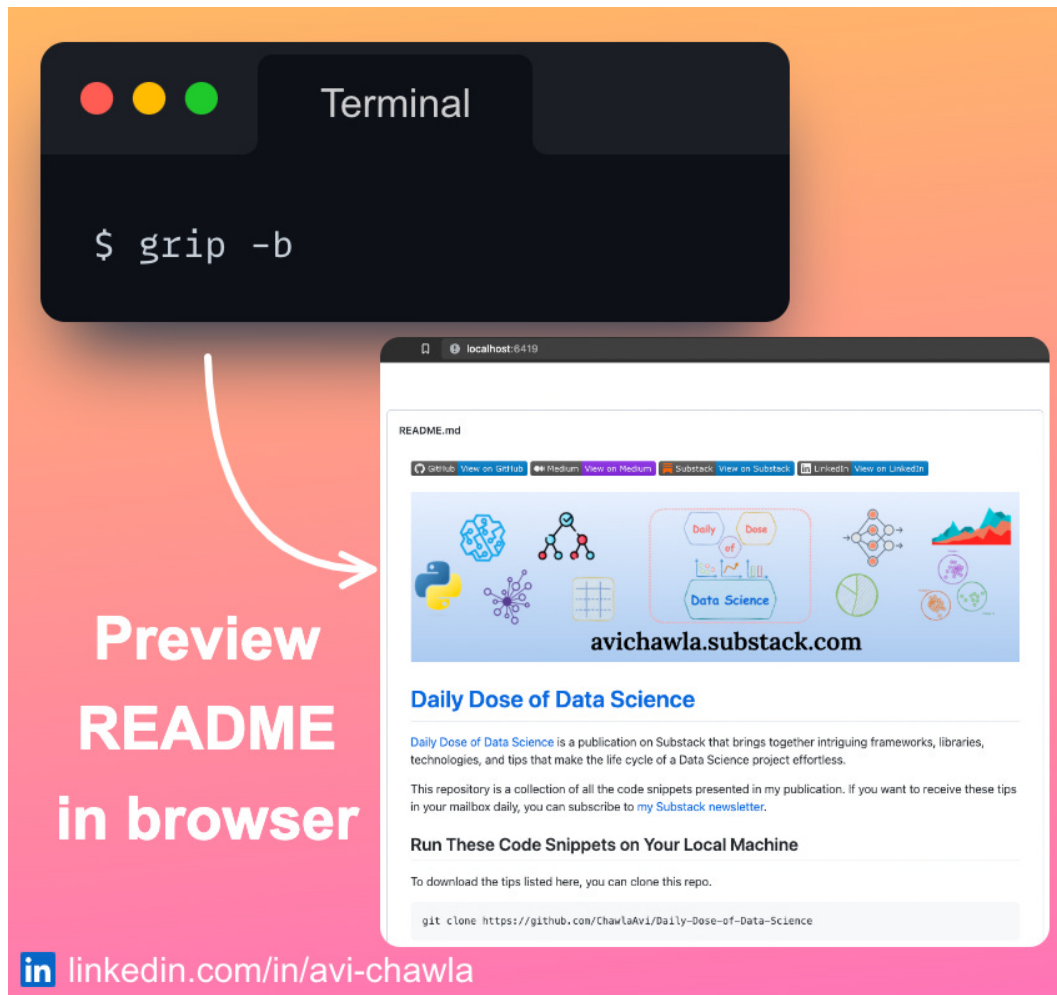 Terminal
$ grip -b
localhost:6419
README.md
GitHub View on GitHub Medium View on Medium Substack View on Substack LinkedIn View on LinkedIn
Daily Dose
of
Data Science
avichawla.substack.com
Daily Dose of Data Science
Daily Dose of Data Science is a publication on Substack that brings together intriguing frameworks, libraries,
technologies, and tips that make the life cycle of a Data Science project effortless.
This repository is a collection of all the code snippets presented in my publication. If you want to receive these tips
in your mailbox daily, you can subscribe to my Substack newsletter.
Run These Code Snippets on Your Local Machine
To download the tips listed here, you can clone this repo.
git clone https://github.com/ChawlaAvi/Daily-Dose-of-Data-Science
Preview
README
in browser
in linkedin.com/in/avi-chawla